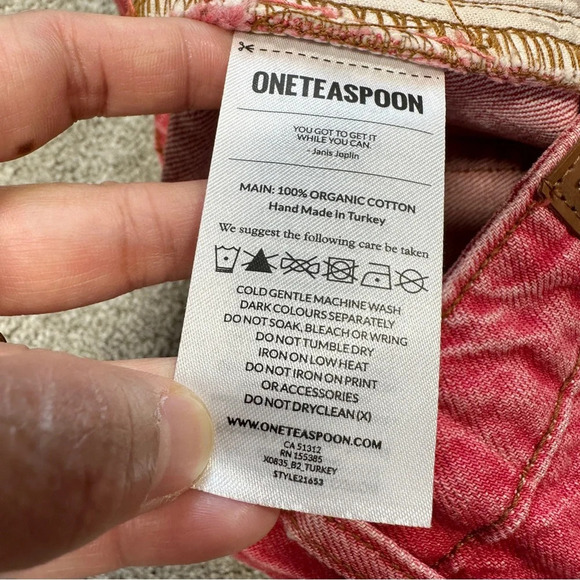 ONETEASPOON
YOU GOT TO GET IT
WHILE YOU CAN.
- Janis Joplin
MAIN: 100% ORGANIC COTTON
Hand Made in Turkey
We suggest the following care be taken
COLD GENTLE MACHINE WASH
DARK COLOURS SEPARATELY
DO NOT SOAK, BLEACH OR WRING
DO NOT TUMBLE DRY
IRON ON LOW HEAT
DO NOT IRON ON PRINT
OR ACCESSORIES
DO NOT DRYCLEAN (X)
WWW.ONETEASPOON.COM
CA 51312
RN 155385
X0835_B2_TURKEY
STYLE21653